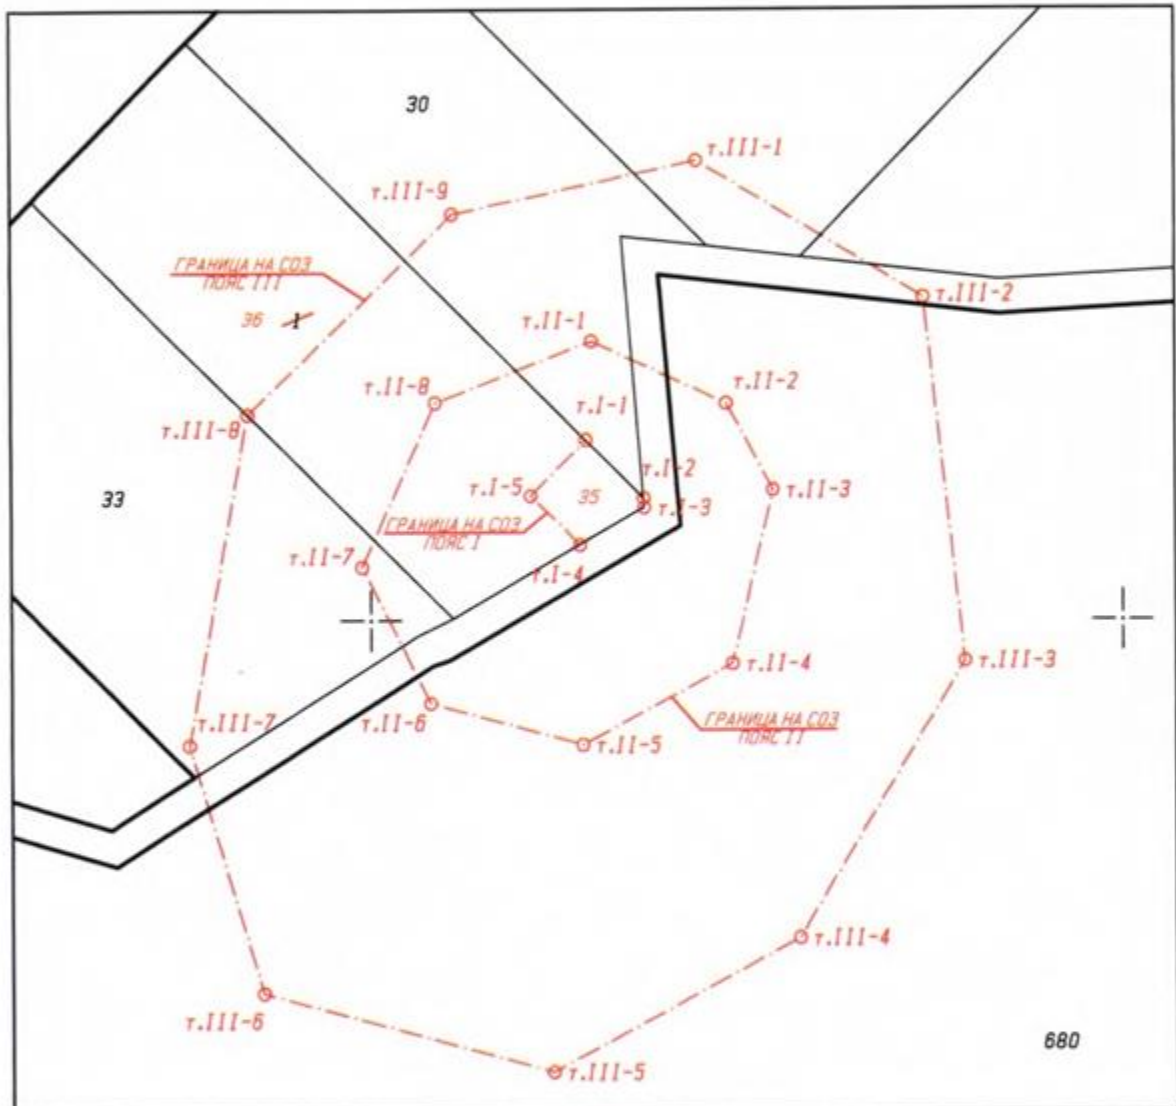 30
т.III-1
т.III-9
ГРАНИЦА НА СОЗ
ПОЯС III
т.III-2
36
1
т.II-1
т.II-8
т.II-2
т.III-8
т.I-1
т.I-2
т.II-3
т.I-5
35
т.I-3
33
ГРАНИЦА НА СОЗ
ПОЯС I
т.II-7
т.I-4
т.II-4
т.III-3
т.II-6
ГРАНИЦА НА СОЗ
ПОЯС II
т.III-7
т.II-5
т.III-4
т.III-6
680
т.III-5